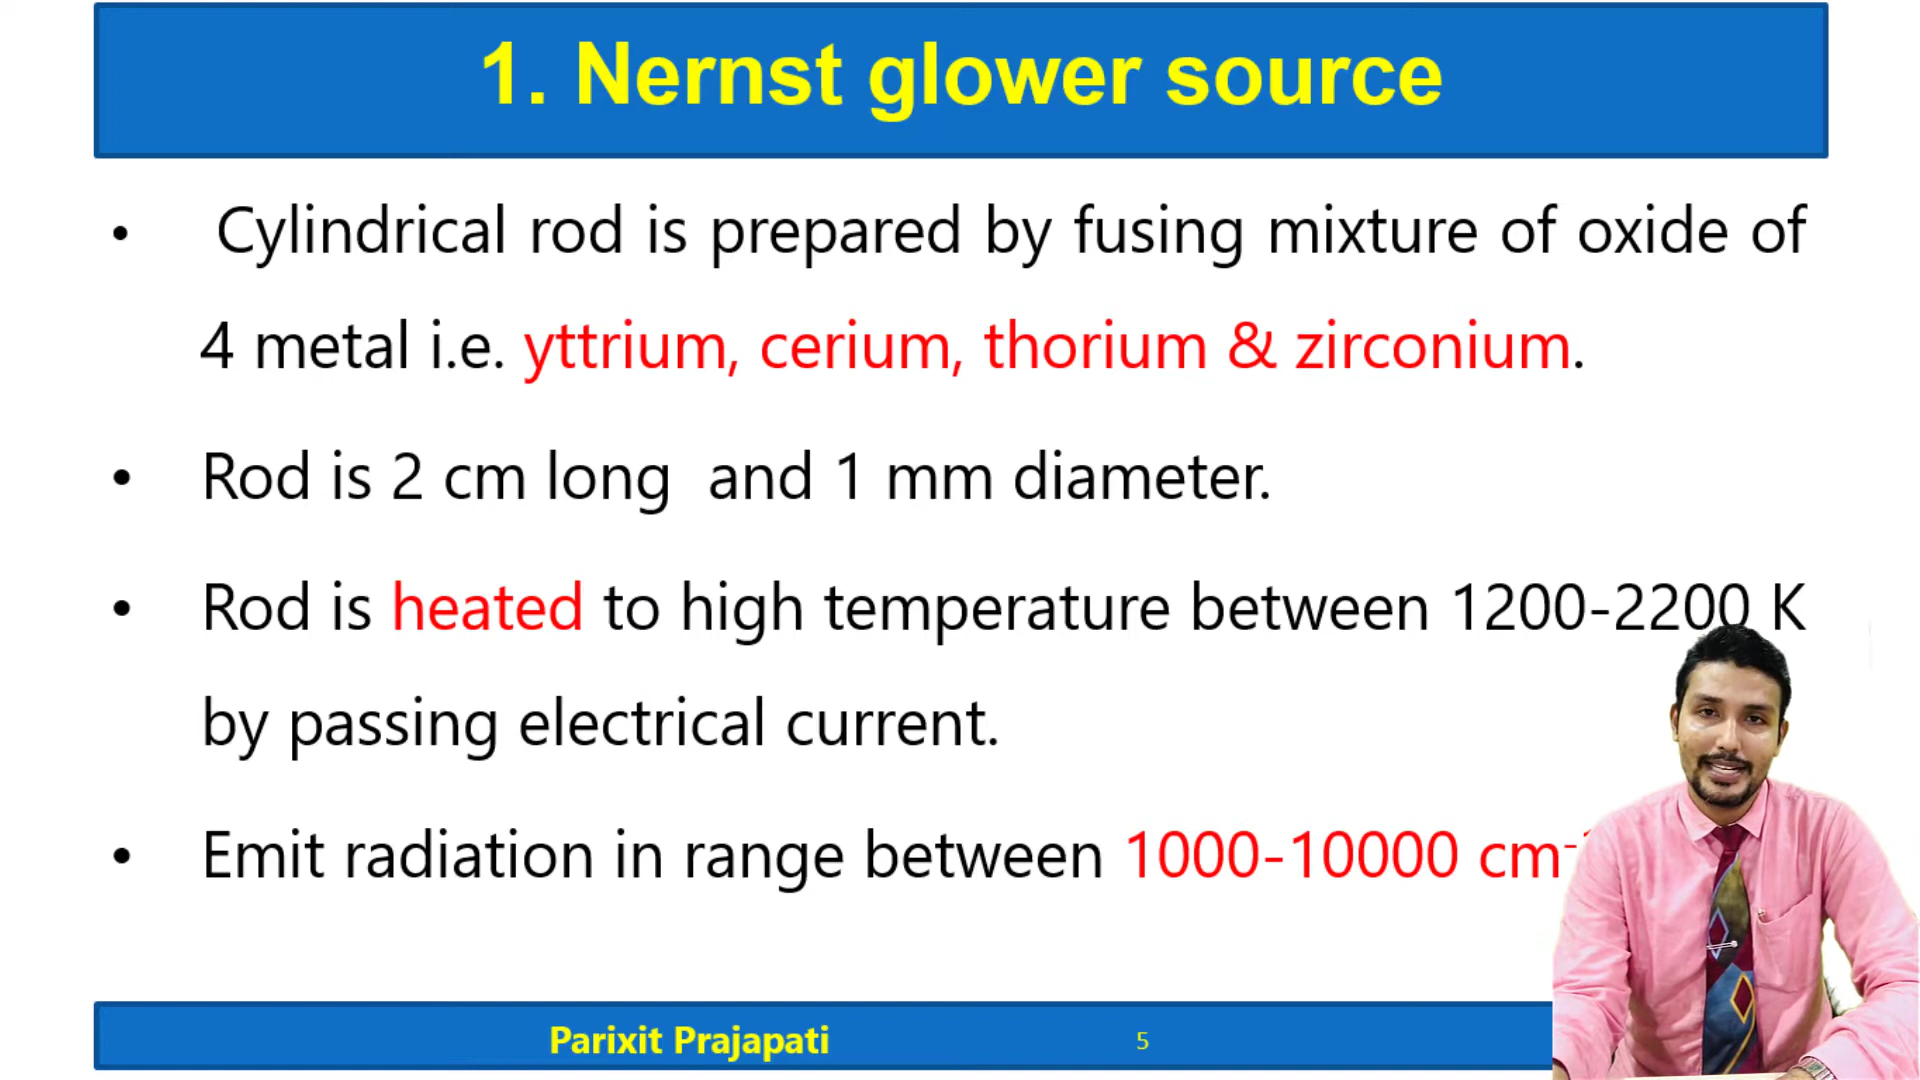 1. Nernst glower source
• Cylindrical rod is prepared by fusing mixture of oxide of
4 metal i.e. yttrium, cerium, thorium & zirconium.
• Rod is 2 cm long and 1 mm diameter.
• Rod is heated to high temperature between 1200-2200 K
by passing electrical current.
• Emit radiation in range between 1000-10000 cm⁻
Parixit Prajapati 5